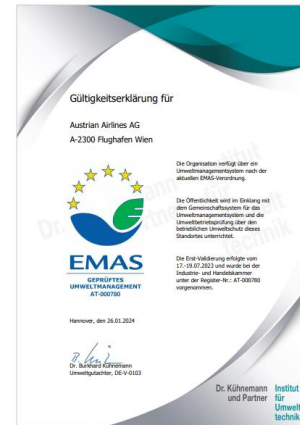 Gültigkeitserklärung für
Austrian Airlines AG
A-2300 Flughafen Wien
Die Organisation verfügt über ein
Umweltmanagementsystem nach der
aktuellen EMAS-Verordnung.
Die Öffentlichkeit wird im Einklang mit
dem Gemeinschaftssystem für das
Umweltmanagementsystem und die
Umweltbetriebsprüfung über den
betrieblichen Umweltschutz dieses
Standortes unterrichtet.
Die Erst-Validierung erfolgte vom
17.-19.07.2023 und wurde bei der
Industrie- und Handelskammer
unter der Register-Nr.: AT-000780
vorgenommen.
EMAS
GEPRÜFTES
UMWELTMANAGEMENT
AT-000780
Hannover, den 26.01.2024
Dr. Burkhard Kühnemann
Umweltgutachter, DE-V-0103
Dr. Kühnemann
und Partner
Institut
für
Umwelt
technik